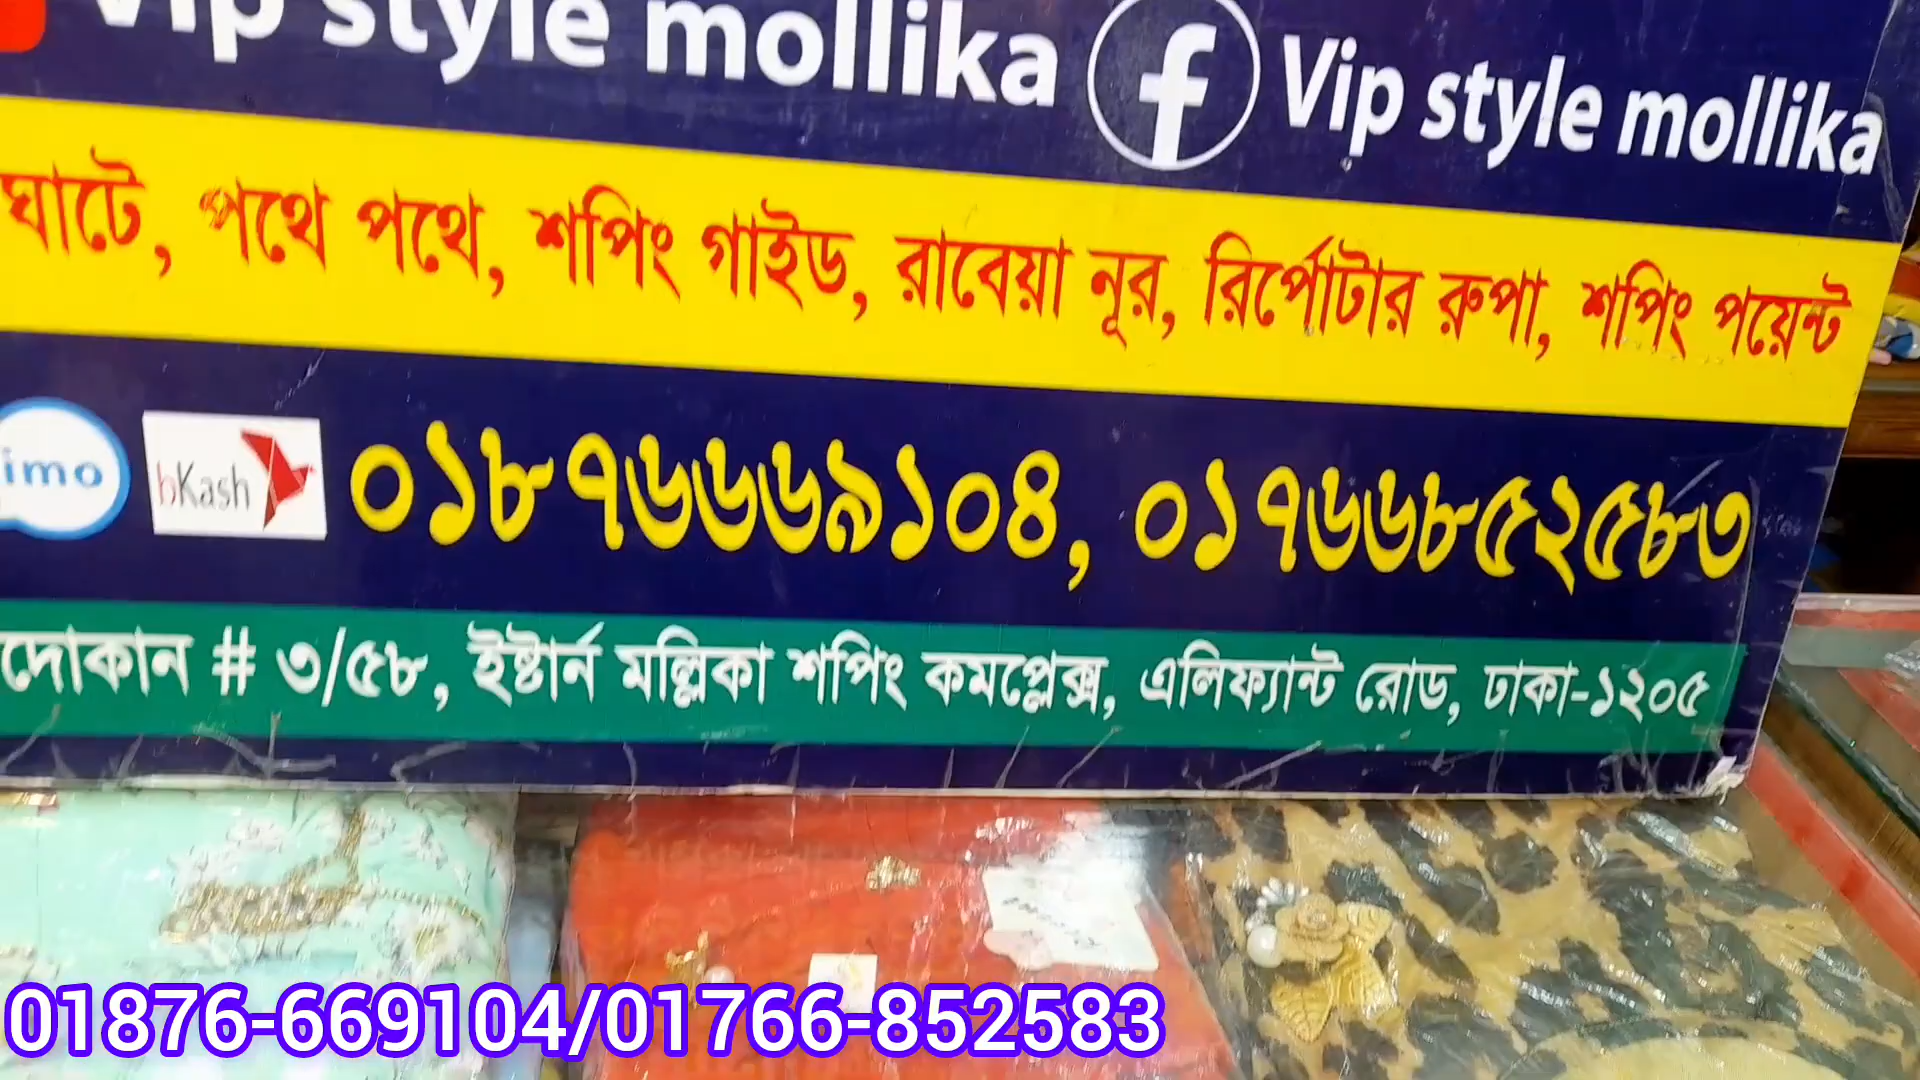 Vip style mollika Vip style mollika
ঘাটে, পথে পথে, শপিং গাইড, রাবেয়া নূর, রির্পোটার রুপা, শপিং পয়েন্ট
imo bKash ০১৮৭৬৬৬৯১০৪, ০১৭৬৬৮৫২৫৮৩
দোকান # ৩/৫৮, ইষ্টার্ন মল্লিকা শপিং কমপ্লেক্স, এলিফ্যান্ট রোড, ঢাকা-১২০৫
01876-669104/01766-852583